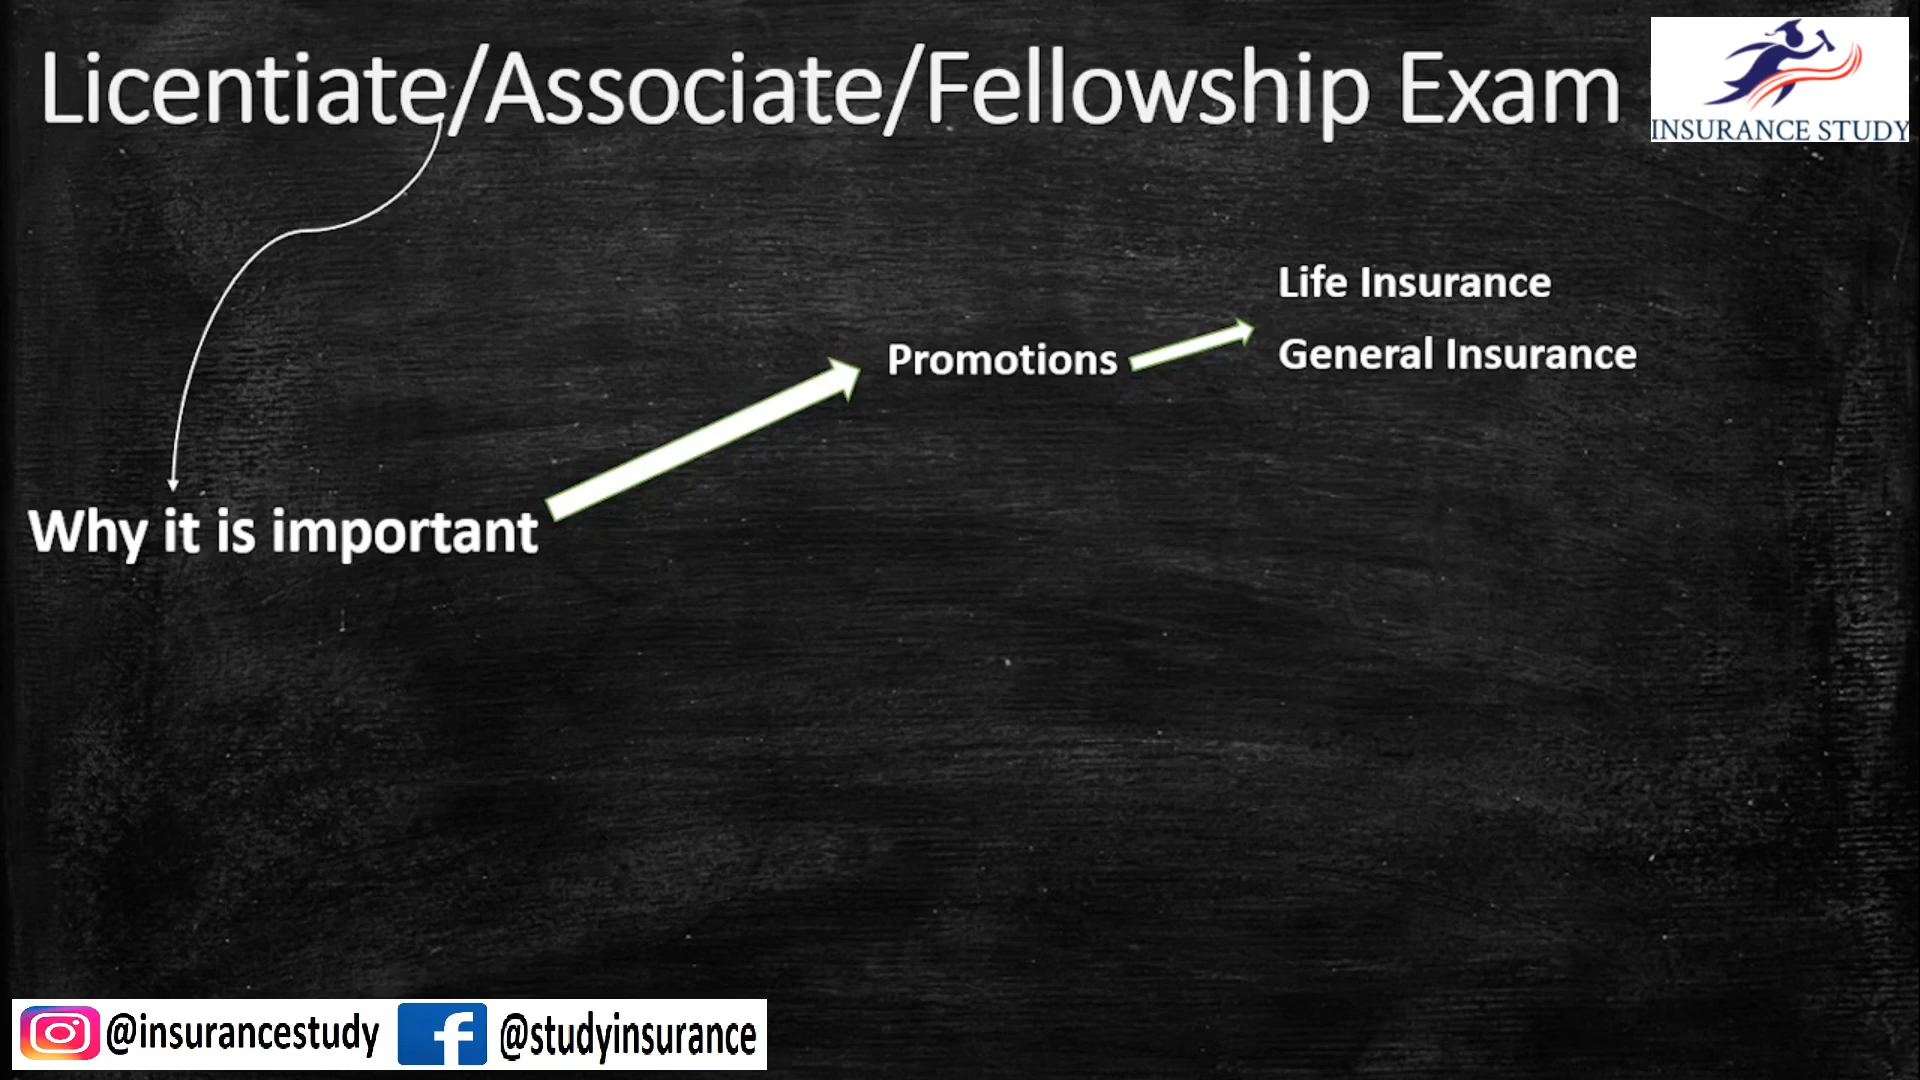 Licentiate/Associate/Fellowship Exam
INSURANCE STUDY
Life Insurance
Promotions
General Insurance
Why it is important
@insurancestudy
@studyinsurance